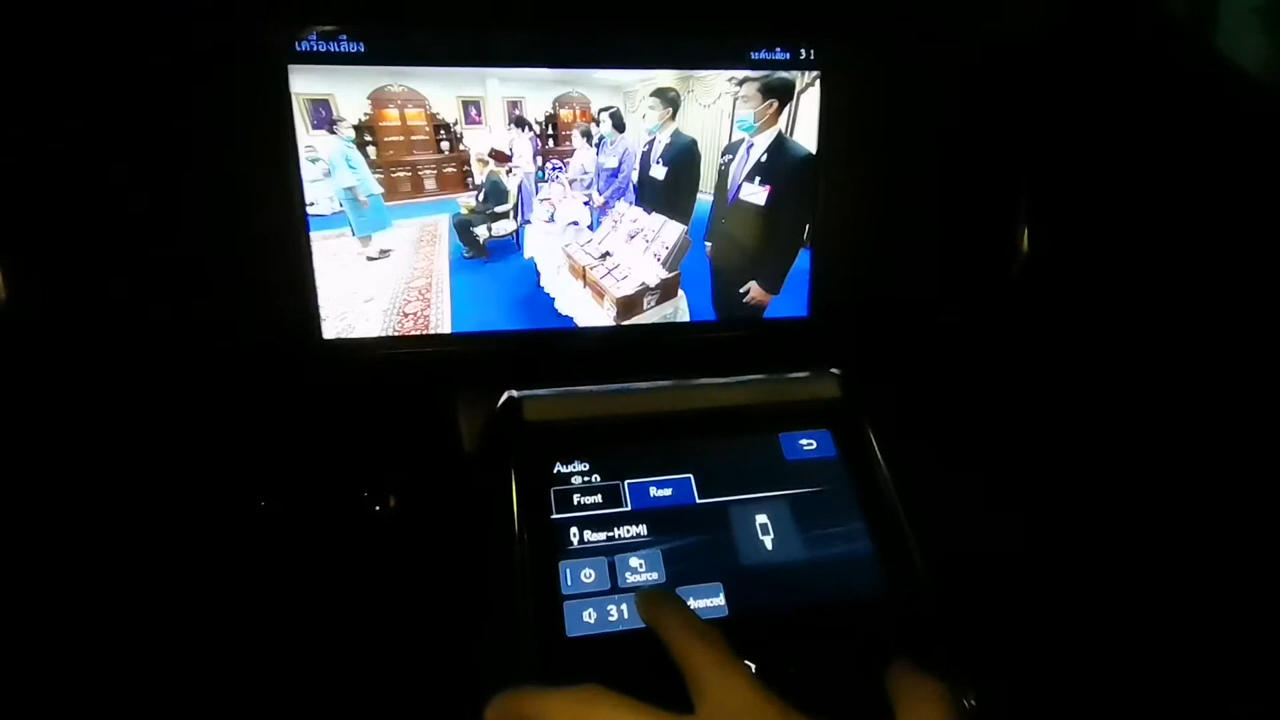 เครื่องเสียง
ระดับเสียง 31
Audio
Front
Rear
Rear-HDMI
Source
31
dvanced